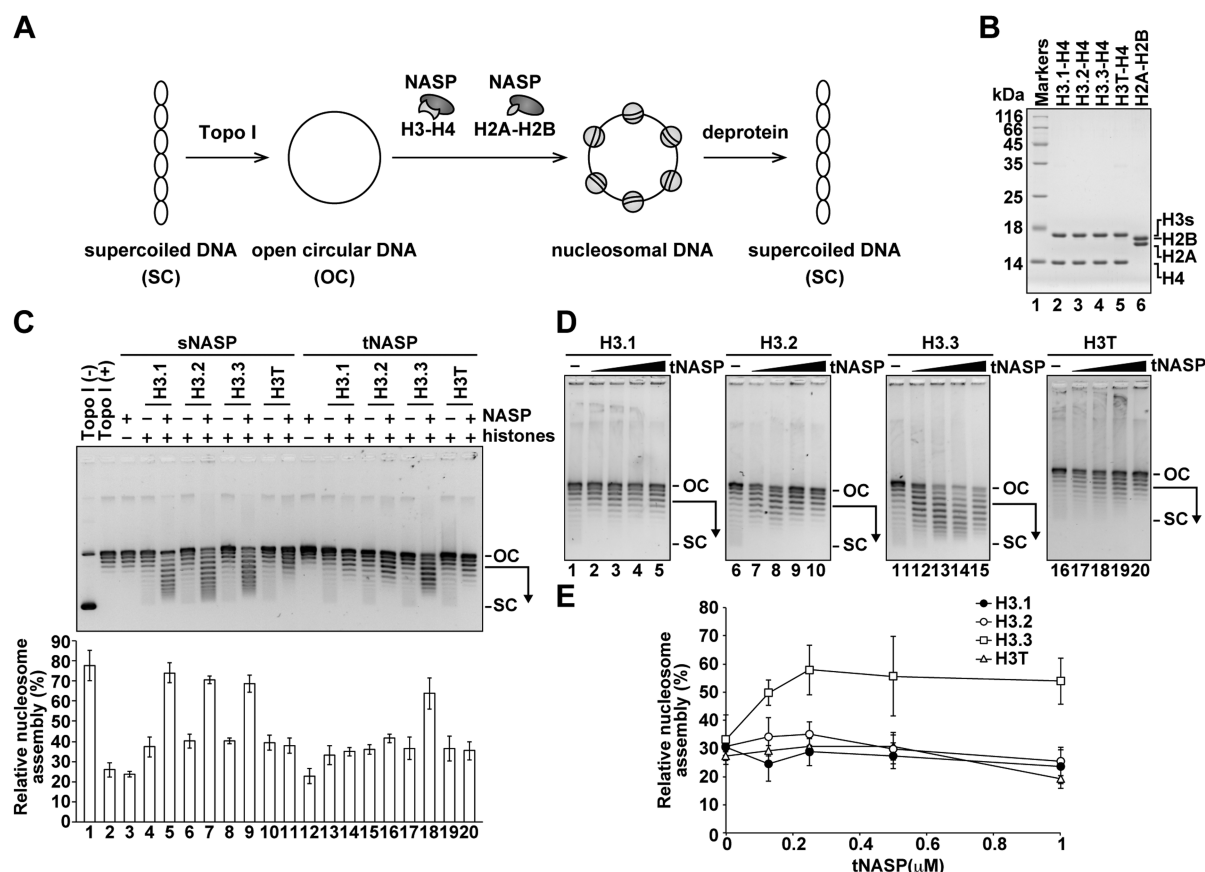 A
NASP NASP
Topo I H3-H4 H2A-H2B deprotein
supercoiled DNA open circular DNA nucleosomal DNA supercoiled DNA
(SC) (OC) (SC)
B
Markers
H3.1-H4
H3.2-H4
H3.3-H4
H3T-H4
H2A-H2B
kDa
116
66
45
35
25
18
14
H3s
H2B
H2A
H4
1 2 3 4 5 6
C
sNASP tNASP
Topo I (-)
Topo I (+)
H3.1
H3.2
H3.3
H3T
H3.1
H3.2
H3.3
H3T
+ − + − + − + − + + − + − + − + − + NASP
− + + + + + + + + − + + + + + + + + histones
OC
SC
Relative nucleosome
assembly (%)
90
80
70
60
50
40
30
20
10
0
1 2 3 4 5 6 7 8 9 10 11 12 13 14 15 16 17 18 19 20
D
H3.1 H3.2 H3.3 H3T
− tNASP − tNASP − tNASP − tNASP
OC OC OC OC
SC SC SC SC
1 2 3 4 5 6 7 8 9 10 11 12 13 14 15 16 17 18 19 20
E
H3.1
H3.2
H3.3
H3T
Relative nucleosome
assembly (%)
80
70
60
50
40
30
20
10
0
0 0.2 0.4 0.6 0.8 1
tNASP(μM)